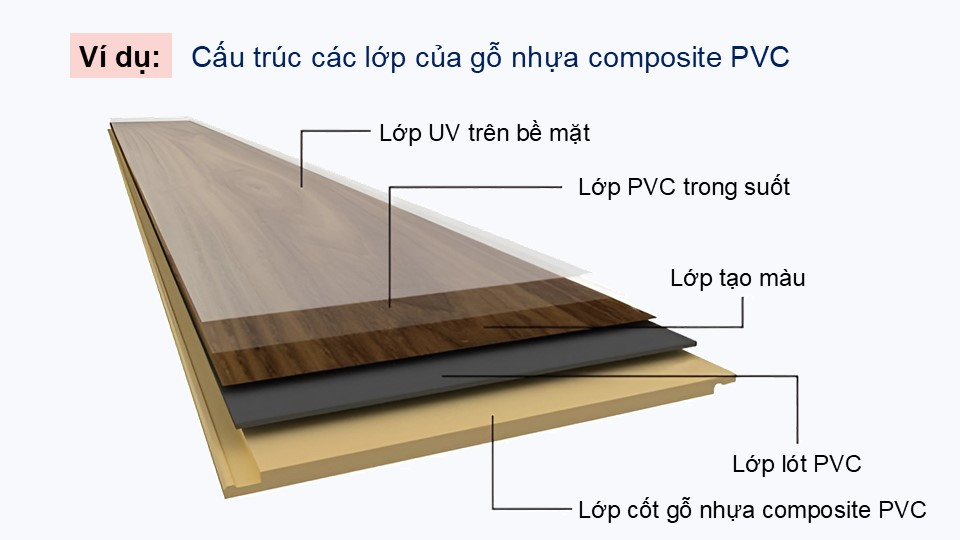 Ví dụ: Cấu trúc các lớp của gỗ nhựa composite PVC
Lớp UV trên bề mặt
Lớp PVC trong suốt
Lớp tạo màu
Lớp lót PVC
Lớp cốt gỗ nhựa composite PVC